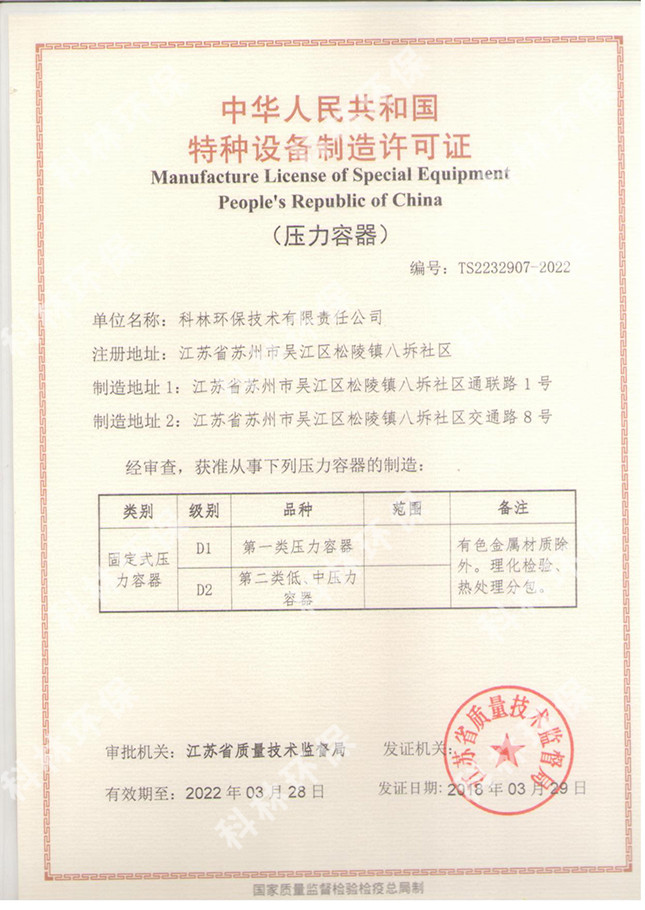 中华人民共和国
特种设备制造许可证
Manufacture License of Special Equipment
People's Republic of China
（压力容器）
编号：TS2232907-2022
单位名称：科林环保技术有限责任公司
注册地址：江苏省苏州市吴江区松陵镇八坼社区
制造地址1：江苏省苏州市吴江区松陵镇八坼社区通联路1号
制造地址2：江苏省苏州市吴江区松陵镇八坼社区交通路8号
经审查，获准从事下列压力容器的制造：
类别 级别 品种 范围 备注
固定式压力容器
D1 第一类压力容器
D2 第二类低、中压力容器
有色金属材质除外。理化检验、热处理分包。
审批机关：江苏省质量技术监督局
发证机关：
江苏省质量技术监督局
有效期至：2022年03月28日
发证日期：2018年03月29日
国家质量监督检验检疫总局制
科林环保